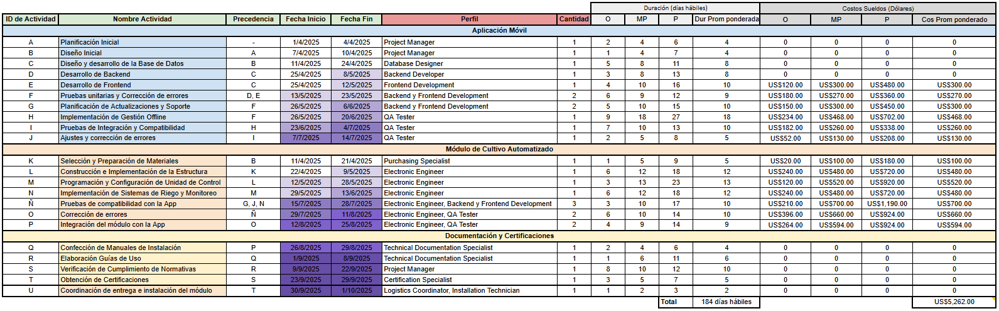 Duración (días hábiles) Costos Sueldos (Dólares)
ID de Actividad Nombre Actividad Precedencia Fecha Inicio Fecha Fin Perfil Cantidad O MP P Dur Prom ponderada O MP P Cos Prom ponderado
Aplicación Móvil
A Planificación Inicial - 1/4/2025 4/4/2025 Project Manager 1 2 4 6 4 0 0 0 0
B Diseño Inicial A 7/4/2025 10/4/2025 Project Manager 1 1 4 7 4 0 0 0 0
C Diseño y desarrollo de la Base de Datos B 11/4/2025 24/4/2025 Database Designer 1 5 8 11 8 0 0 0 0
D Desarrollo de Backend C 25/4/2025 8/5/2025 Backend Developer 1 3 8 13 8 0 0 0 0
E Desarrollo de Frontend C 25/4/2025 12/5/2025 Frontend Development 1 4 10 16 10 US$120.00 US$300.00 US$480.00 US$300.00
F Pruebas unitarias y Corrección de errores D, E 13/5/2025 23/5/2025 Backend y Frontend Development 2 6 9 12 9 US$180.00 US$270.00 US$360.00 US$270.00
G Planificación de Actualizaciones y Soporte F 26/5/2025 6/6/2025 Backend y Frontend Development 2 5 10 15 10 US$150.00 US$300.00 US$450.00 US$300.00
H Implementación de Gestión Offline F 26/5/2025 20/6/2025 QA Tester 1 9 18 27 18 US$234.00 US$468.00 US$702.00 US$468.00
I Pruebas de Integración y Compatibilidad H 23/6/2025 4/7/2025 QA Tester 1 7 10 13 10 US$182.00 US$260.00 US$338.00 US$260.00
J Ajustes y corrección de errores I 7/7/2025 14/7/2025 QA Tester 1 2 5 8 5 US$52.00 US$130.00 US$208.00 US$130.00
Módulo de Cultivo Automatizado
K Selección y Preparación de Materiales B 11/4/2025 21/4/2025 Purchasing Specialist 1 1 5 9 5 US$20.00 US$100.00 US$180.00 US$100.00
L Construcción e Implementación de la Estructura K 22/4/2025 9/5/2025 Electronic Engineer 1 6 12 18 12 US$240.00 US$480.00 US$720.00 US$480.00
M Programación y Configuración de Unidad de Control L 12/5/2025 28/5/2025 Electronic Engineer 1 3 13 23 13 US$120.00 US$520.00 US$920.00 US$520.00
N Implementación de Sistemas de Riego y Monitoreo M 29/5/2025 13/6/2025 Electronic Engineer 1 6 12 18 12 US$240.00 US$480.00 US$720.00 US$480.00
Ñ Pruebas de compatibilidad con la App G, J, N 15/7/2025 28/7/2025 Electronic Engineer, Backend y Frontend Development 3 3 10 17 10 US$210.00 US$700.00 US$1,190.00 US$700.00
O Corrección de errores Ñ 29/7/2025 11/8/2025 Electronic Engineer, QA Tester 2 6 10 14 10 US$396.00 US$660.00 US$924.00 US$660.00
P Integración del módulo con la App O 12/8/2025 25/8/2025 Electronic Engineer, QA Tester 2 4 9 14 9 US$264.00 US$594.00 US$924.00 US$594.00
Documentación y Certificaciones
Q Confección de Manuales de Instalación P 26/8/2025 29/8/2025 Technical Documentation Specialist 1 2 4 6 4 0 0 0 0
R Elaboración Guías de Uso Q 1/9/2025 8/9/2025 Technical Documentation Specialist 1 1 6 11 6 0 0 0 0
S Verificación de Cumplimiento de Normativas R 9/9/2025 22/9/2025 Project Manager 1 8 10 12 10 0 0 0 0
T Obtención de Certificaciones S 23/9/2025 29/9/2025 Certification Specialist 1 3 5 7 5 0 0 0 0
U Coordinación de entrega e instalación del módulo T 30/9/2025 1/10/2025 Logistics Coordinator, Installation Technician 1 1 2 3 2 0 0 0 0
Total 184 días hábiles US$5,262.00